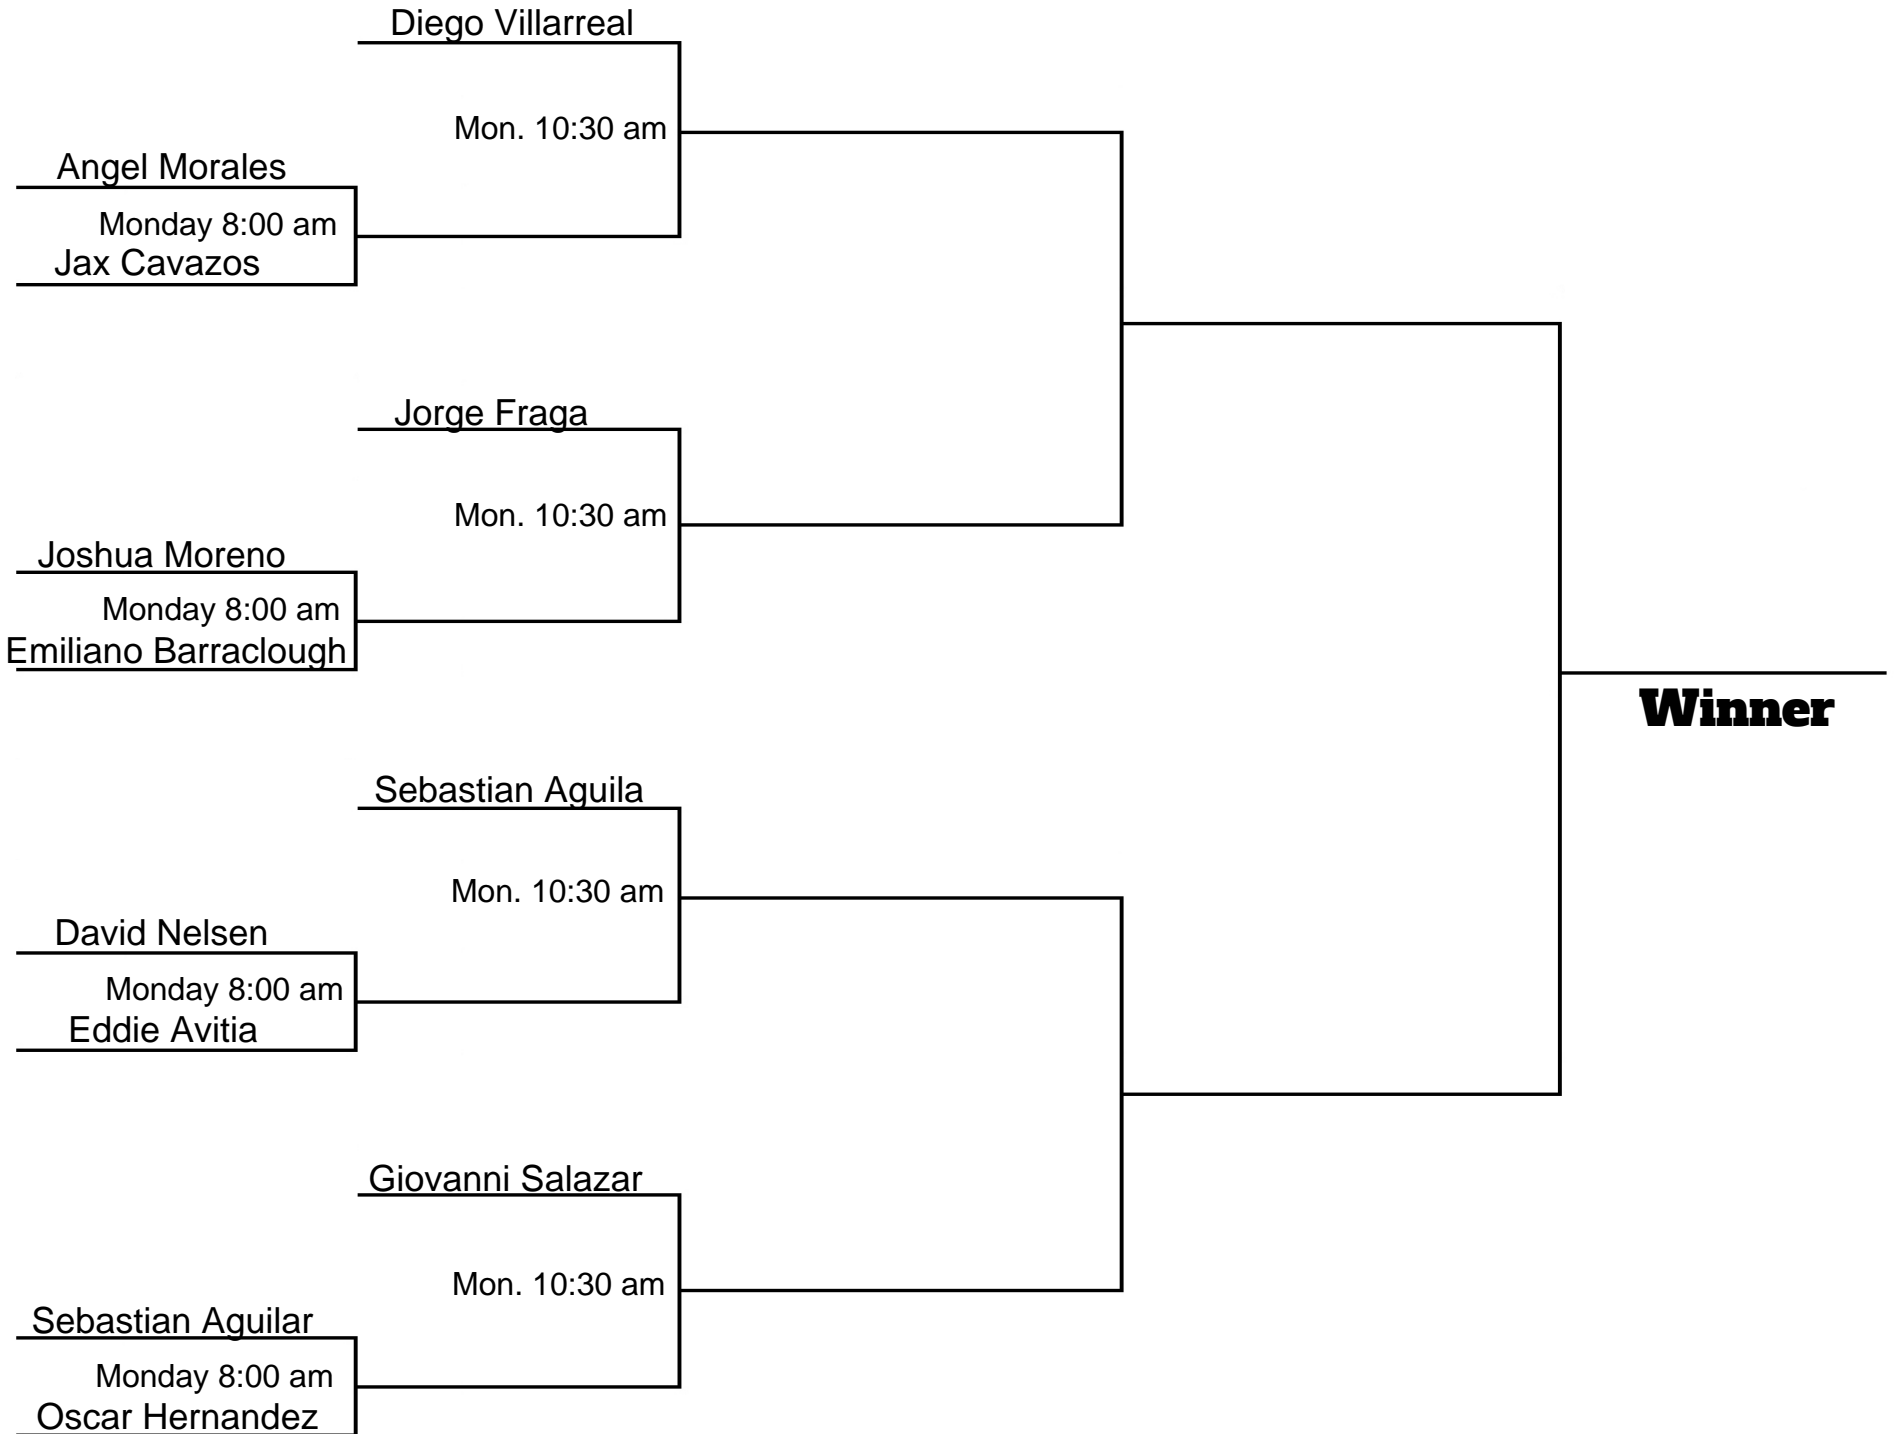 Diego Villarreal
Mon. 10:30 am
Angel Morales
Monday 8:00 am
Jax Cavazos
Jorge Fraga
Mon. 10:30 am
Joshua Moreno
Monday 8:00 am
Emiliano Barraclough
Winner
Sebastian Aguila
Mon. 10:30 am
David Nelsen
Monday 8:00 am
Eddie Avitia
Giovanni Salazar
Mon. 10:30 am
Sebastian Aguilar
Monday 8:00 am
Oscar Hernandez